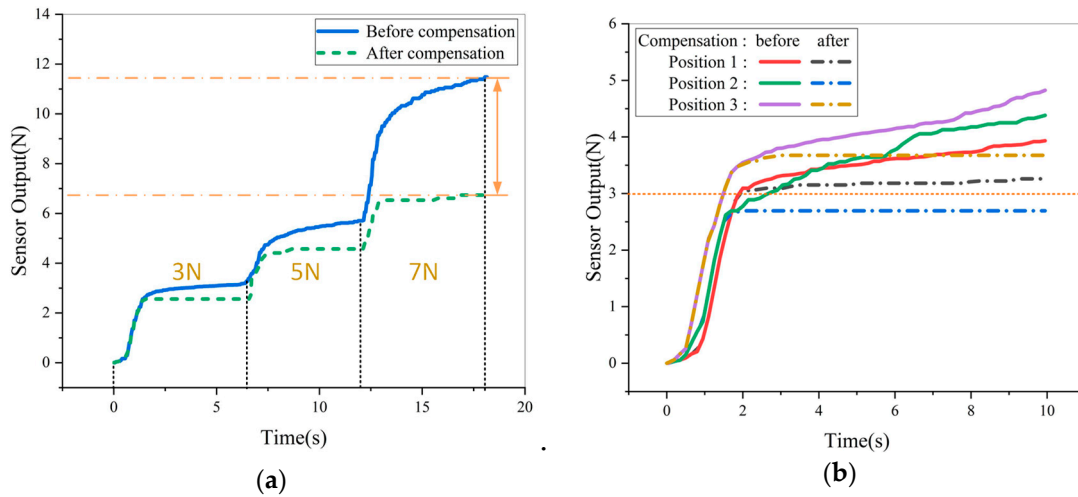 14
12
10
8
6
4
2
0
Sensor Output(N)
Before compensation
After compensation
3N
5N
7N
0
5
10
15
20
Time(s)
(a)
.
6
5
4
3
2
1
0
Sensor Output(N)
Compensation : before after
Position 1 :
Position 2 :
Position 3 :
0
2
4
6
8
10
Time(s)
(b)